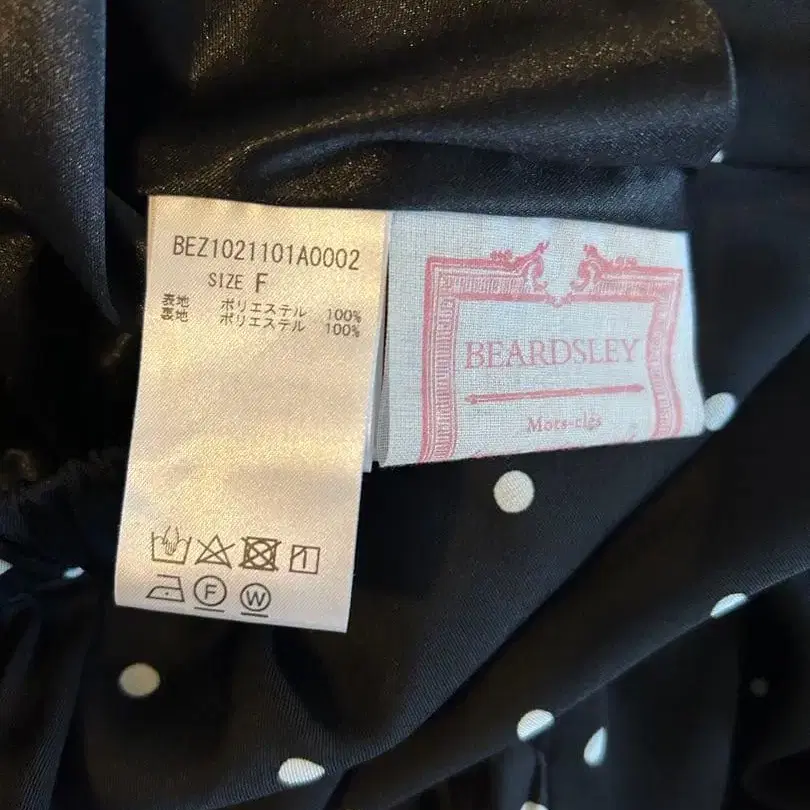 BEZ1021101A0002
SIZE F
表地 ポリエステル 100%
裏地 ポリエステル 100%
F
W
BEARDSLEY
Mots-clés